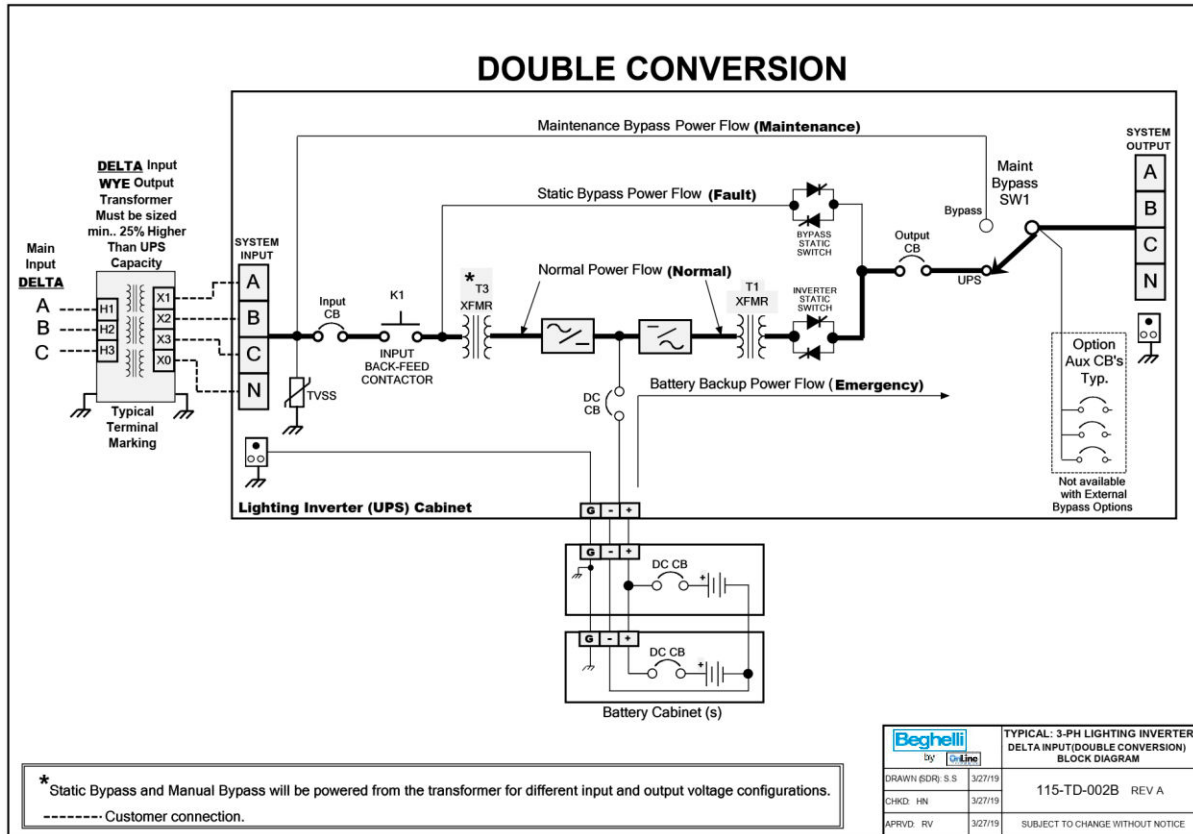 DOUBLE CONVERSION
Maintenance Bypass Power Flow (Maintenance)
SYSTEM
OUTPUT
A
B
C
N
DELTA Input
WYE Output
Transformer
Must be sized
min.. 25% Higher
Than UPS
Capacity
Main
Input
DELTA
A
B
C
H1
H2
H3
X1
X2
X3
X0
Typical
Terminal
Marking
SYSTEM
INPUT
A
B
C
N
Static Bypass Power Flow (Fault)
BYPASS
STATIC
SWITCH
Maint
Bypass
SW1
Bypass
Output
CB
UPS
Normal Power Flow (Normal)
Input
CB
K1
INPUT
BACK-FEED
CONTACTOR
*
T3
XFMR
T1
XFMR
INVERTER
STATIC
SWITCH
TVSS
DC
CB
Battery Backup Power Flow (Emergency)
Option
Aux CB's
Typ.
Not available
with External
Bypass Options
Lighting Inverter (UPS) Cabinet
G - +
G - +
DC CB
+
G - +
DC CB
+
Battery Cabinet (s)
*Static Bypass and Manual Bypass will be powered from the transformer for different input and output voltage configurations.
-------- Customer connection.
Beghelli
by OnLine
TYPICAL: 3-PH LIGHTING INVERTER
DELTA INPUT(DOUBLE CONVERSION)
BLOCK DIAGRAM
DRAWN (SDR): S.S 3/27/19
CHKD: HN 3/27/19
115-TD-002B REV A
APRVD: RV 3/27/19
SUBJECT TO CHANGE WITHOUT NOTICE